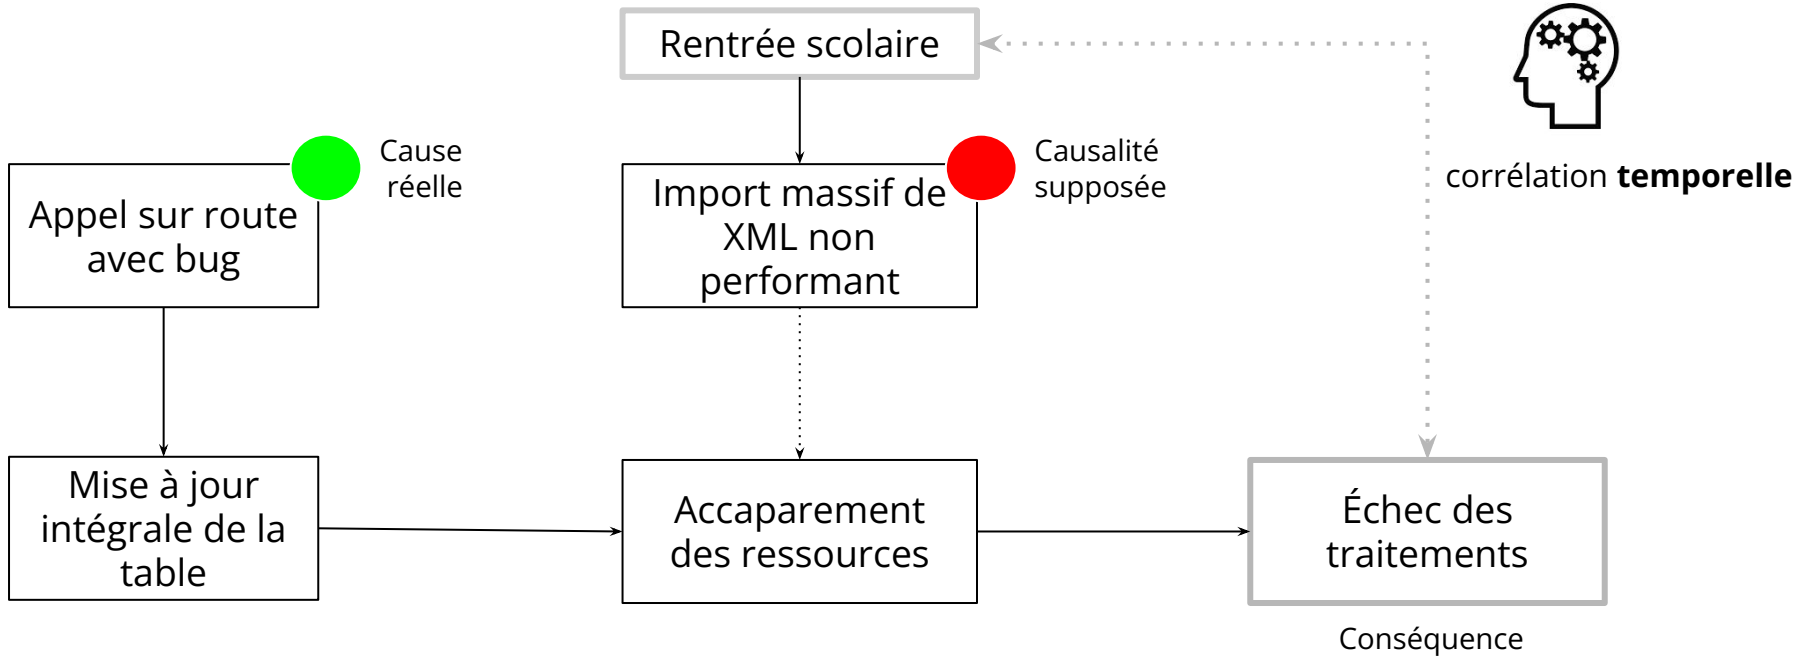 Rentrée scolaire
Cause
réelle
Causalité
supposée
corrélation temporelle
Appel sur route
avec bug
Import massif de
XML non
performant
Mise à jour
intégrale de la
table
Accaparement
des ressources
Échec des
traitements
Conséquence